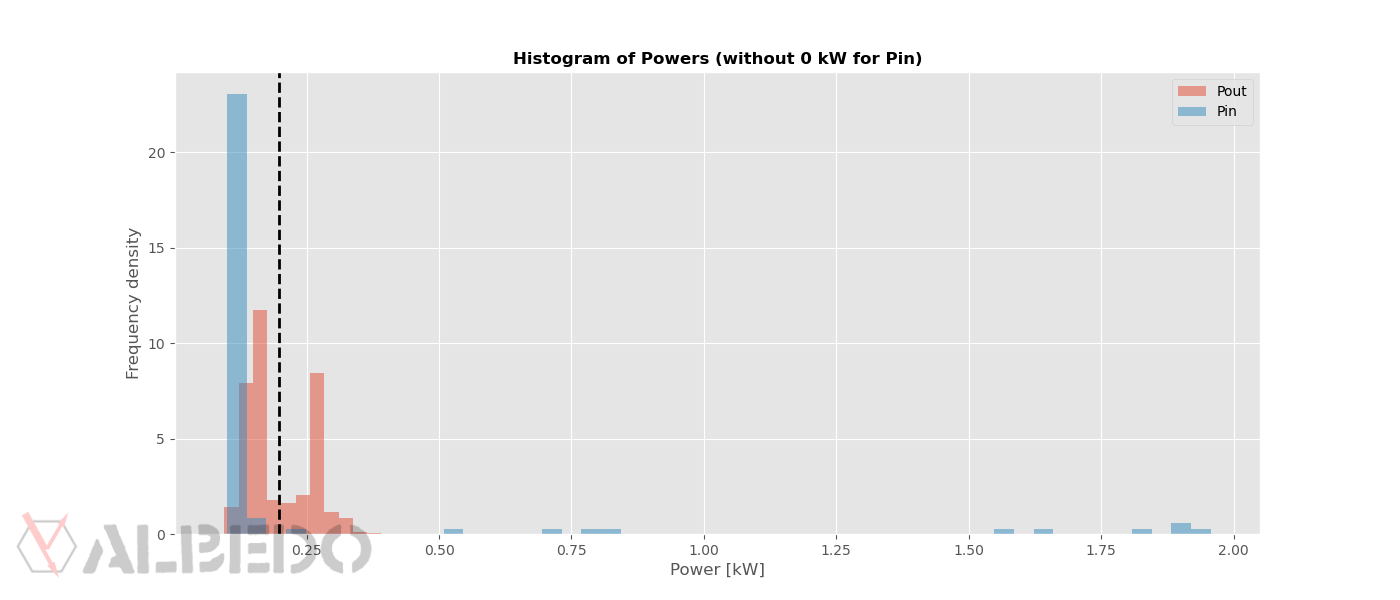 Histogram of Powers (without 0 kW for Pin)
Pout
Pin
20
15
10
5
0
Frequency density
0.25
0.50
0.75
1.00
1.25
1.50
1.75
2.00
Power [kW]
ALBEDO